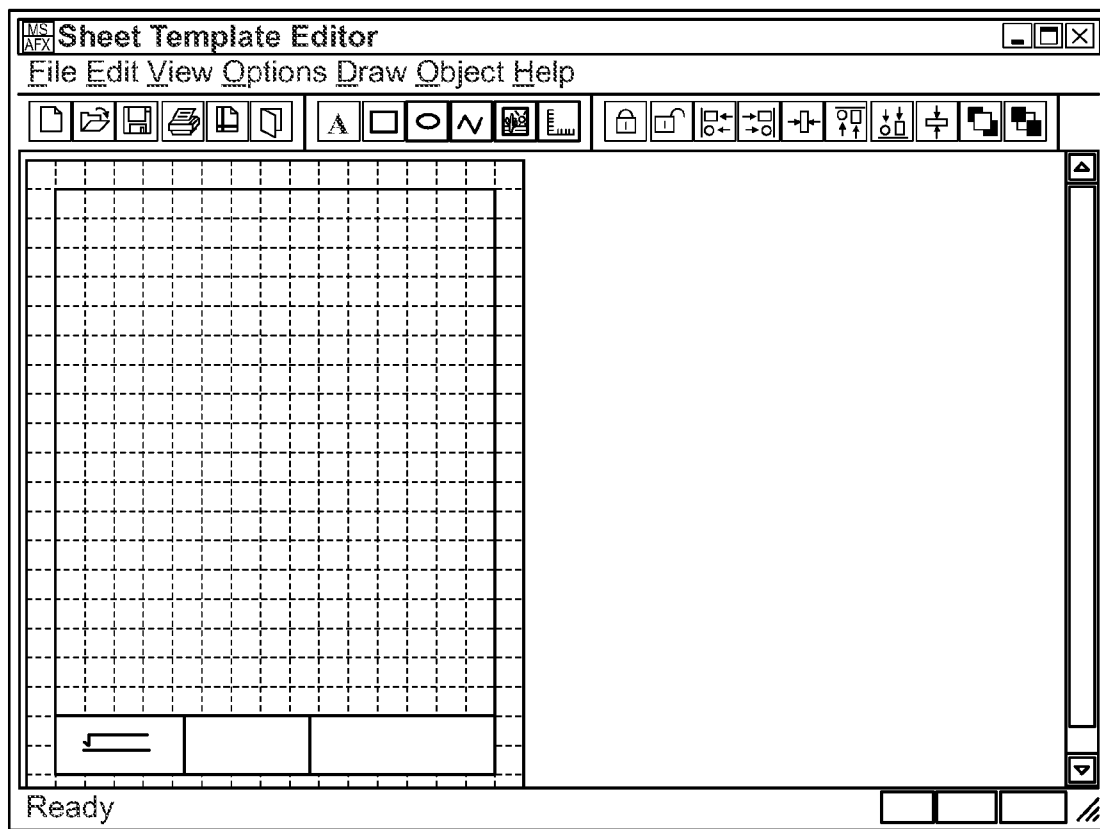 MS
AFX Sheet Template Editor
File Edit View Options Draw Object Help
A
Ready